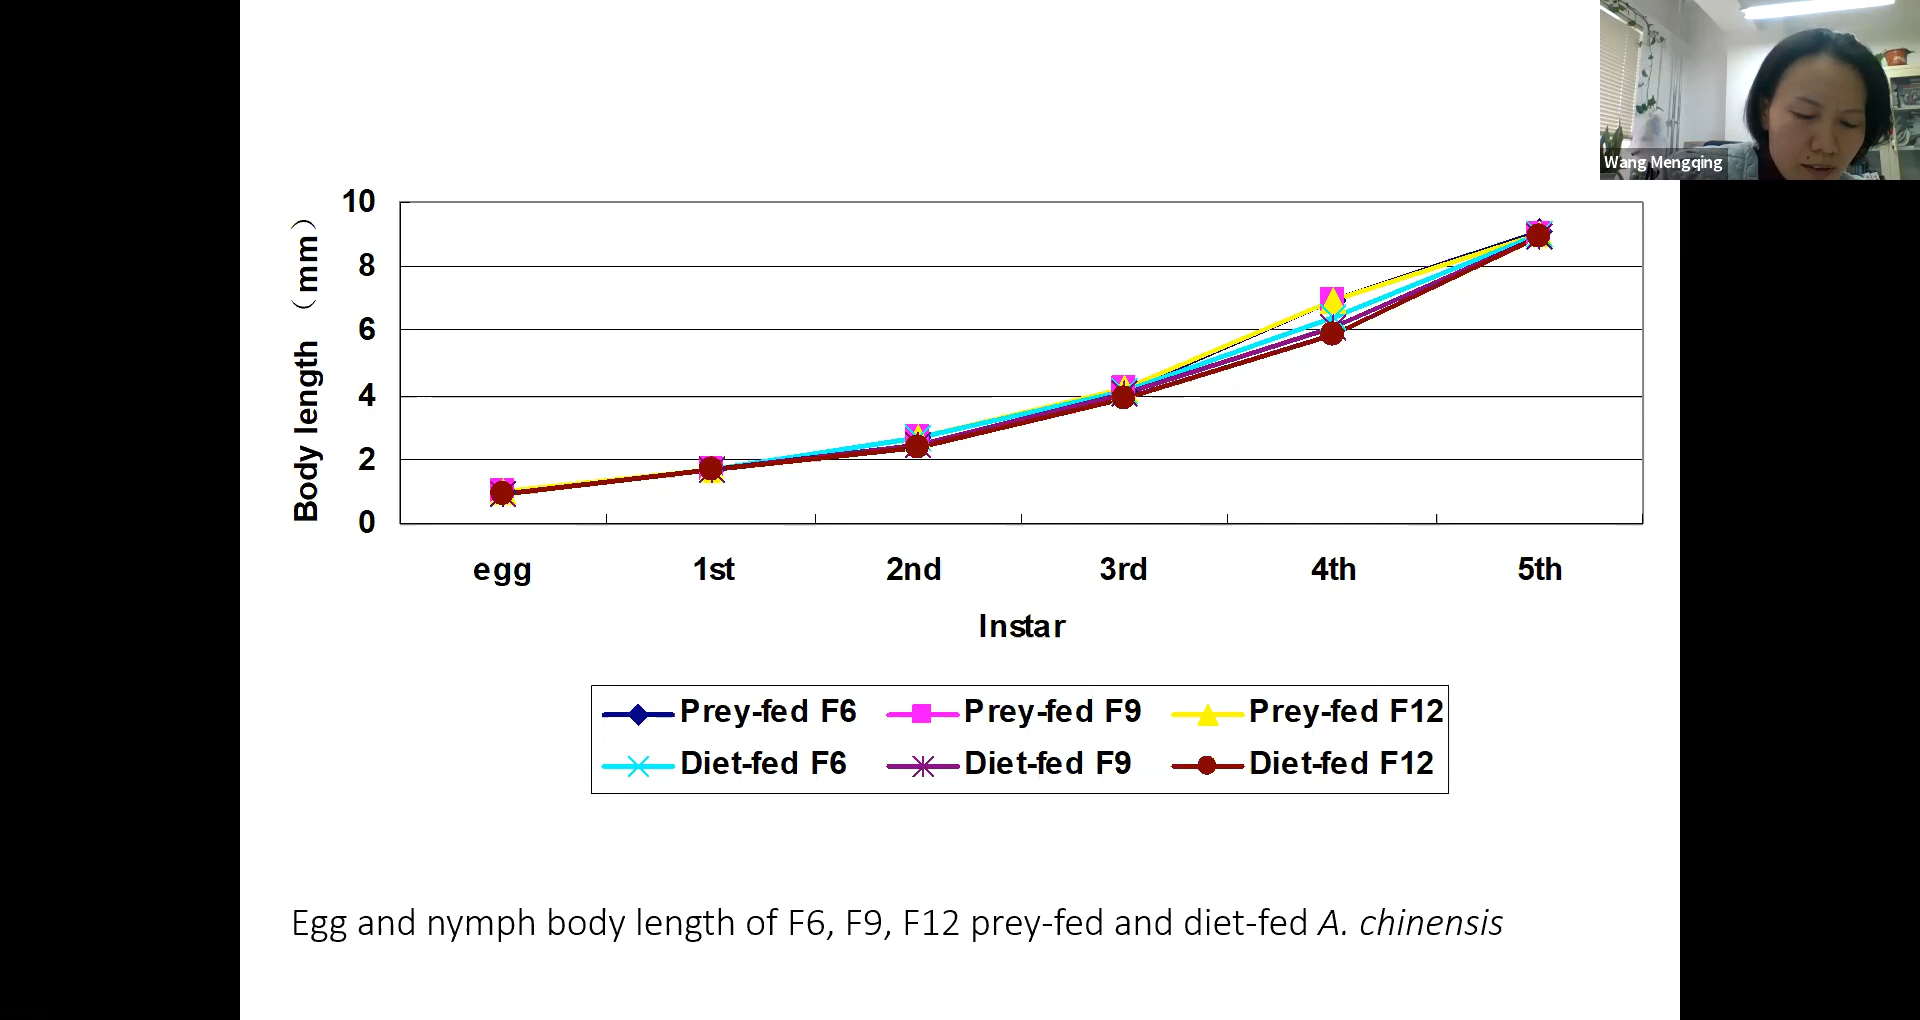 Wang Mengqing
10
8
6
4
2
0
Body length （mm）
egg 1st 2nd 3rd 4th 5th
Instar
Prey-fed F6 Prey-fed F9 Prey-fed F12
Diet-fed F6 Diet-fed F9 Diet-fed F12
Egg and nymph body length of F6, F9, F12 prey-fed and diet-fed A. chinensis